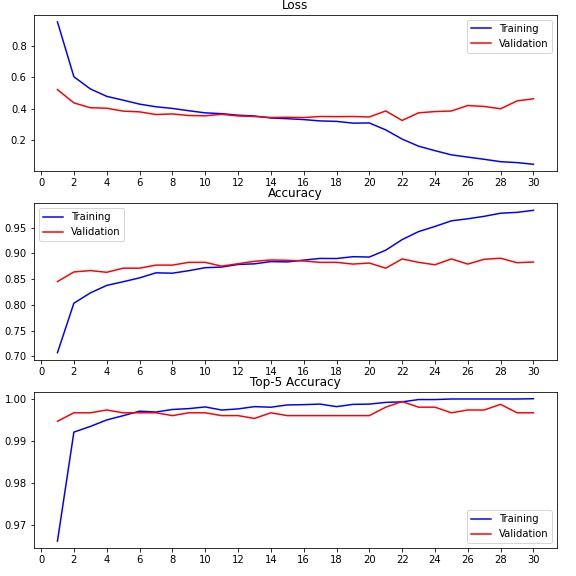 Loss
0.8
0.6
0.4
0.2
Training
Validation
0 2 4 6 8 10 12 14 16 18 20 22 24 26 28 30
Accuracy
0.95
0.90
0.85
0.80
0.75
0.70
Training
Validation
0 2 4 6 8 10 12 14 16 18 20 22 24 26 28 30
Top-5 Accuracy
1.00
0.99
0.98
0.97
Training
Validation
0 2 4 6 8 10 12 14 16 18 20 22 24 26 28 30